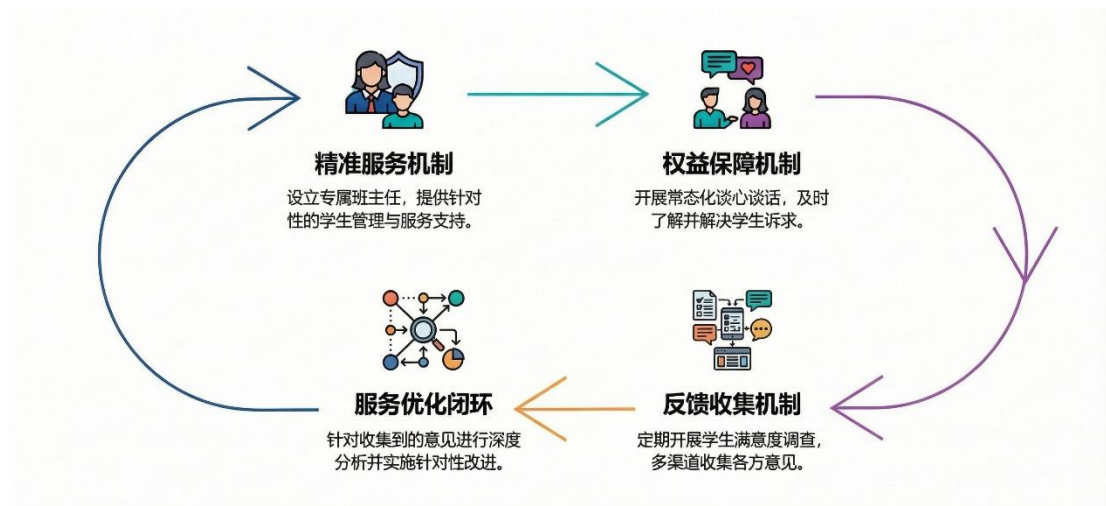 精准服务机制
设立专属班主任，提供针对
性的学生管理与服务支持。
权益保障机制
开展常态化谈心谈话，及时
了解并解决学生诉求。
服务优化闭环
针对收集到的意见进行深度
分析并实施针对性改进。
反馈收集机制
定期开展学生满意度调查，
多渠道收集各方意见。